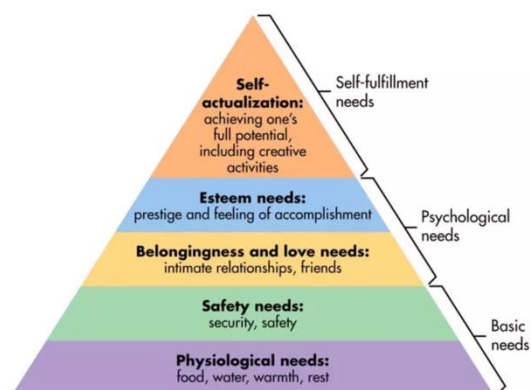 Self-
actualization:
achieving one's
full potential,
including creative
activities
Self-fulfillment
needs
Esteem needs:
prestige and feeling of accomplishment
Belongingness and love needs:
intimate relationships, friends
Psychological
needs
Safety needs:
security, safety
Physiological needs:
food, water, warmth, rest
Basic
needs